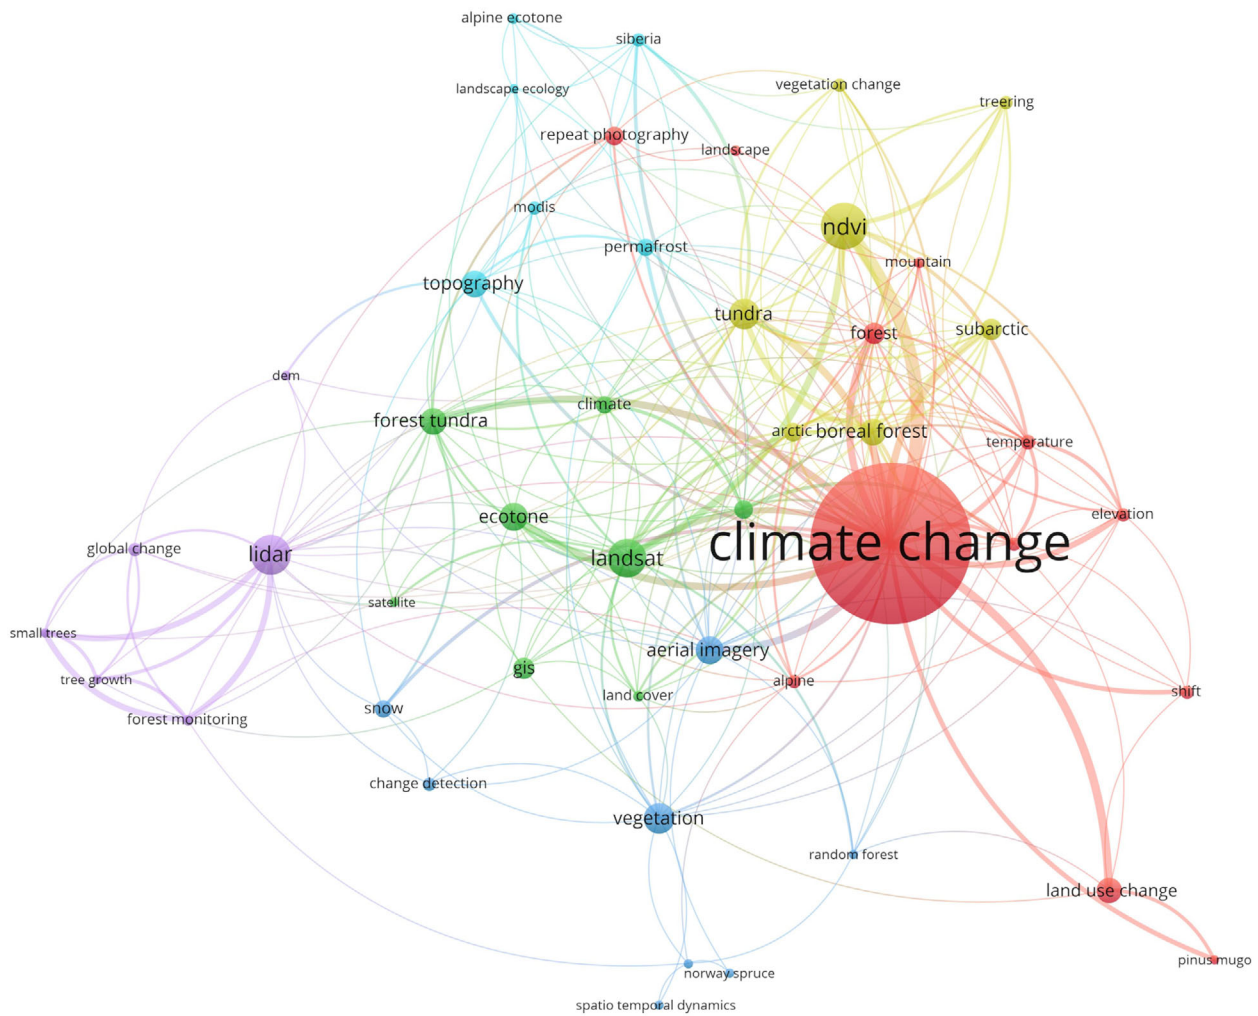 alpine ecotone
siberia
vegetation change
landscape ecology
treering
repeat photography
landscape
modis
ndvi
permafrost
mountain
topography
tundra
forest
subarctic
dem
climate
forest tundra
arctic
boreal forest
temperature
ecotone
elevation
climate change
global change
lidar
landsat
satellite
small trees
aerial imagery
gis
tree growth
alpine
land cover
shift
snow
forest monitoring
change detection
vegetation
random forest
land use change
pinus mugo
norway spruce
spatio temporal dynamics